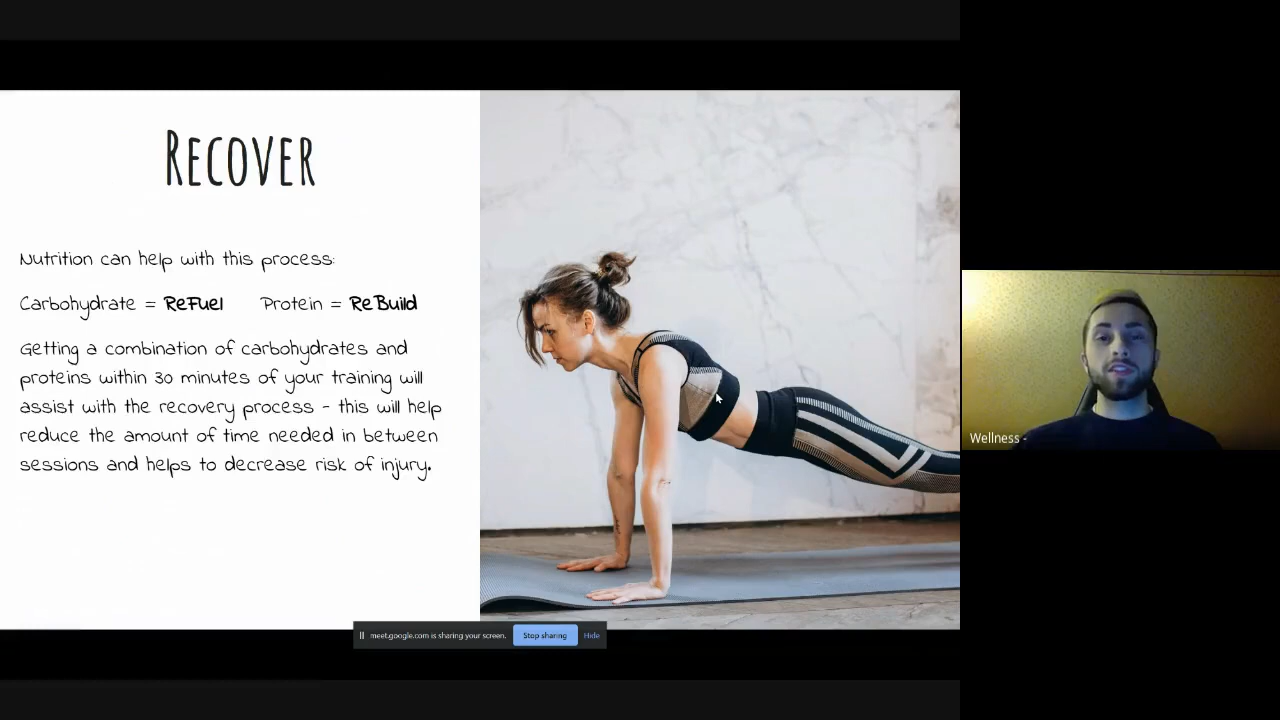 Recover
Nutrition can help with this process:
Carbohydrate = ReFuel Protein = ReBuild
Getting a combination of carbohydrates and
proteins within 30 minutes of your training will
assist with the recovery process - this will help
reduce the amount of time needed in between
sessions and helps to decrease risk of injury.
Wellness -
meet.google.com is sharing your screen. Stop sharing Hide